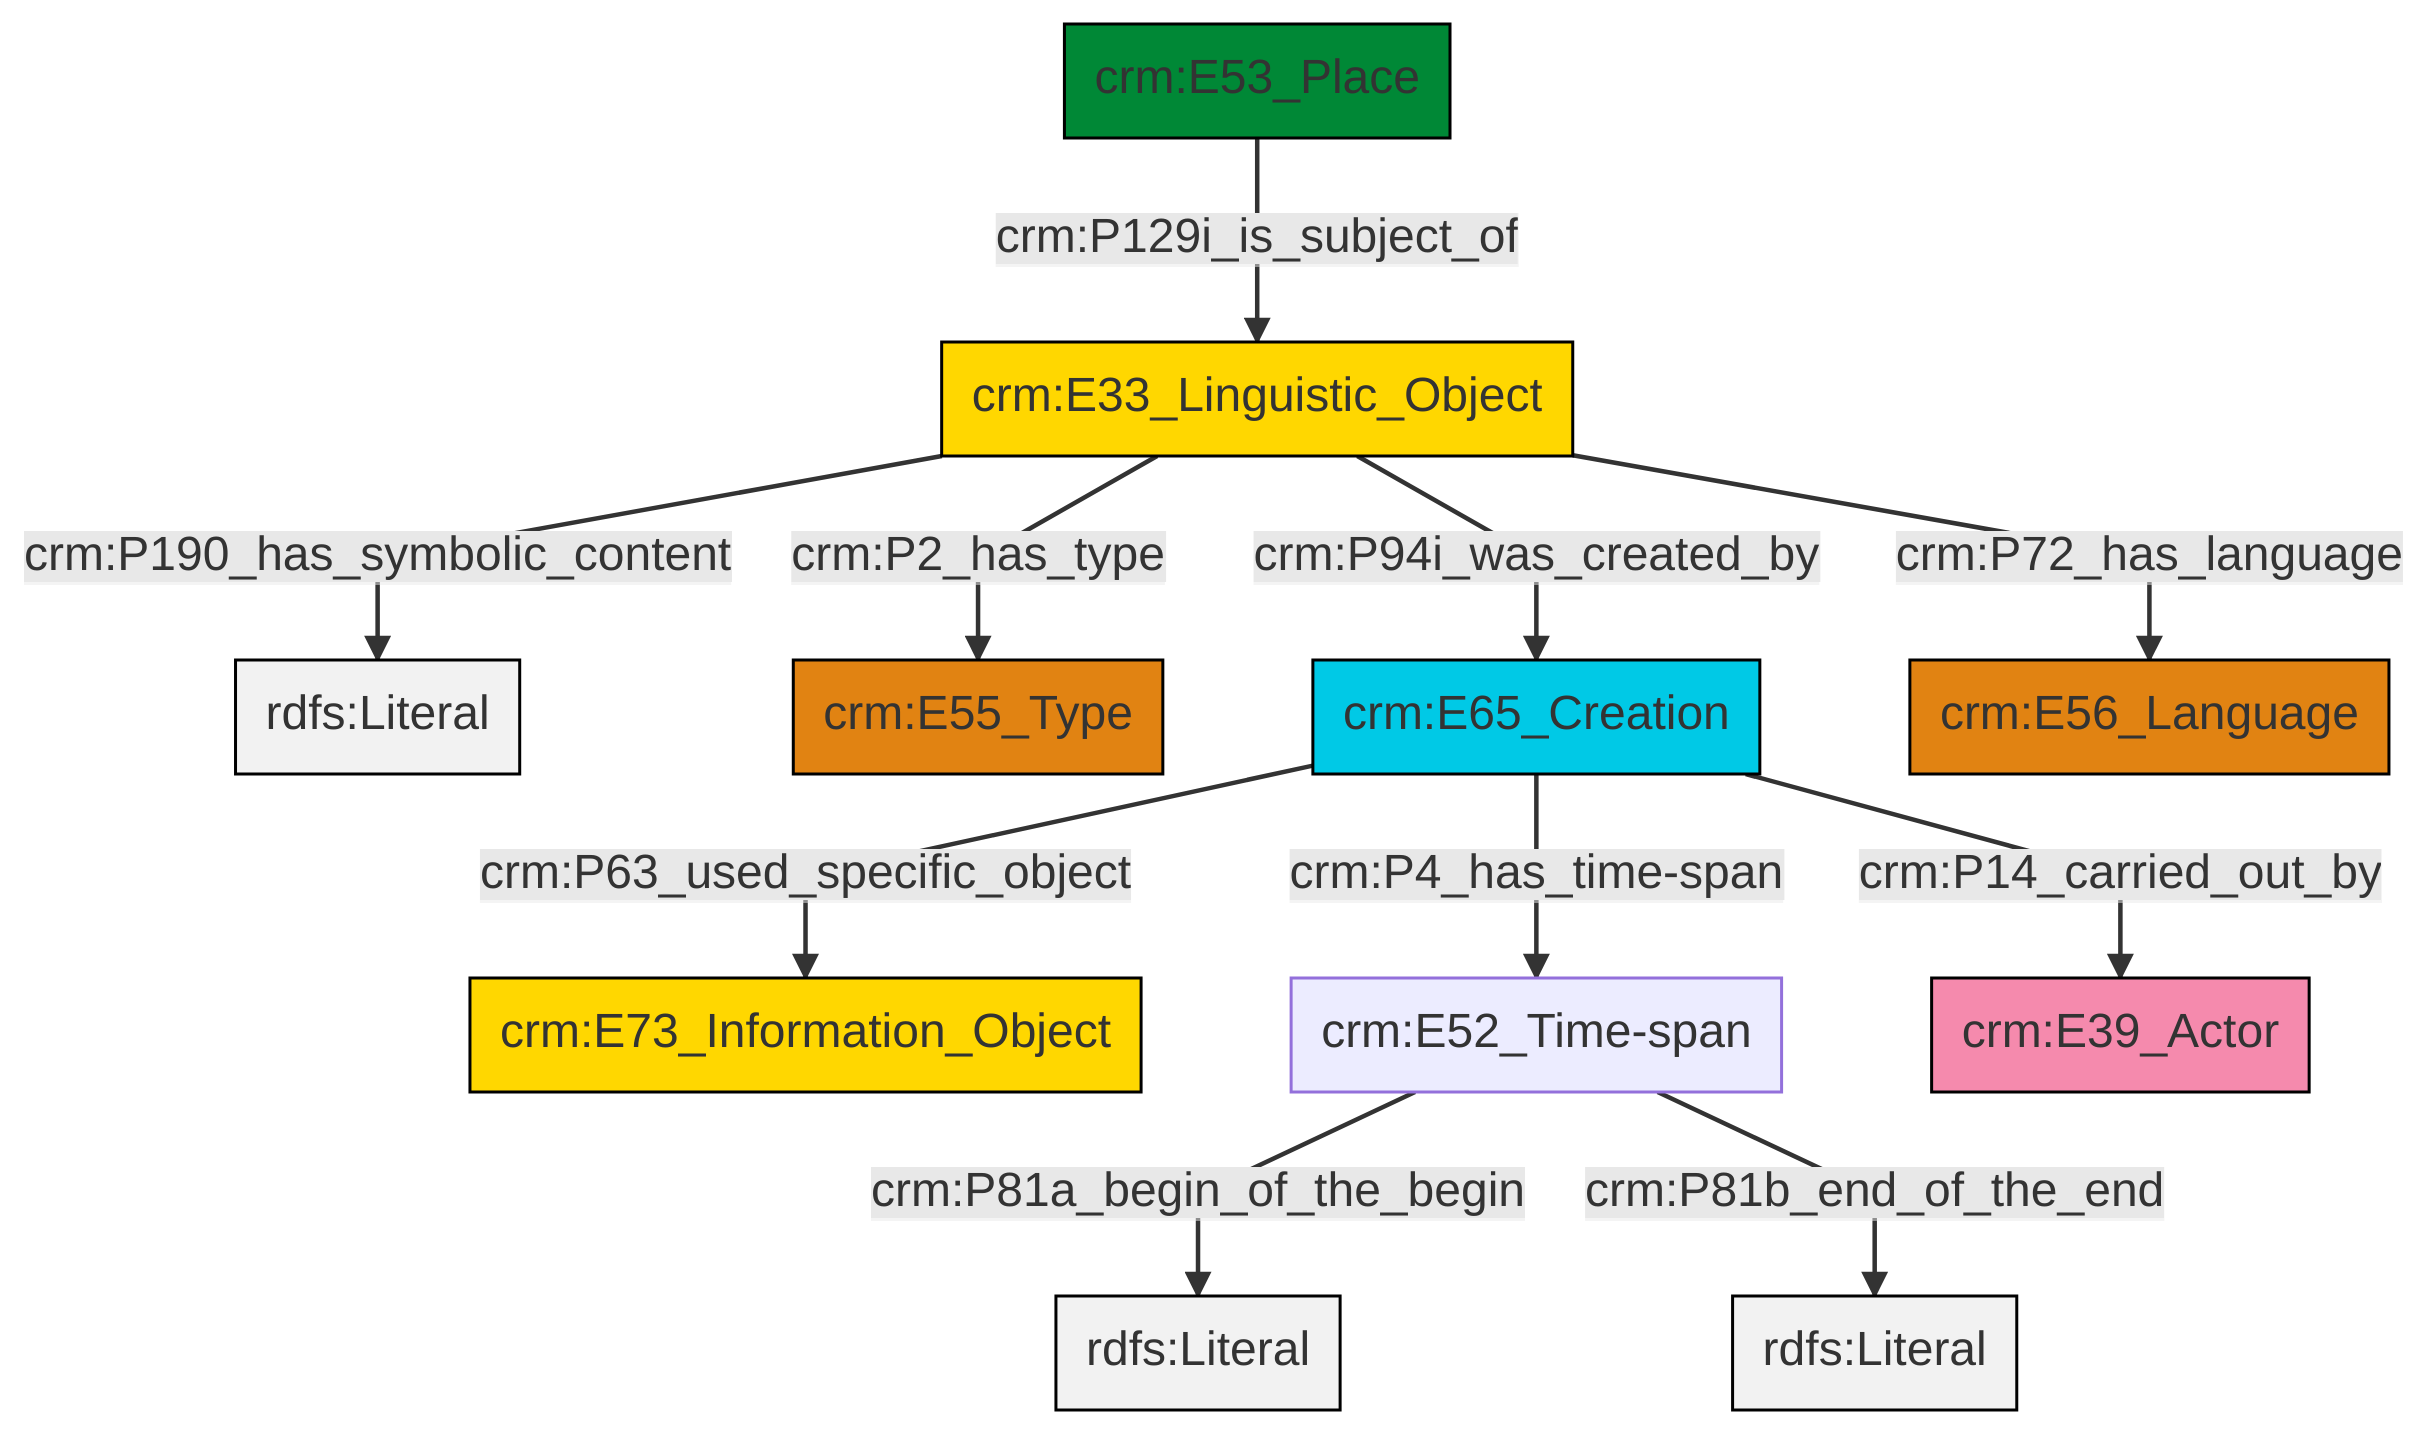 crm:E53_Place
crm:P129i_is_subject_of
crm:E33_Linguistic_Object
crm:P190_has_symbolic_content
crm:P2_has_type
crm:P94i_was_created_by
crm:P72_has_language
rdfs:Literal
crm:E55_Type
crm:E65_Creation
crm:E56_Language
crm:P63_used_specific_object
crm:P4_has_time-span
crm:P14_carried_out_by
crm:E73_Information_Object
crm:E52_Time-span
crm:E39_Actor
crm:P81a_begin_of_the_begin
crm:P81b_end_of_the_end
rdfs:Literal
rdfs:Literal